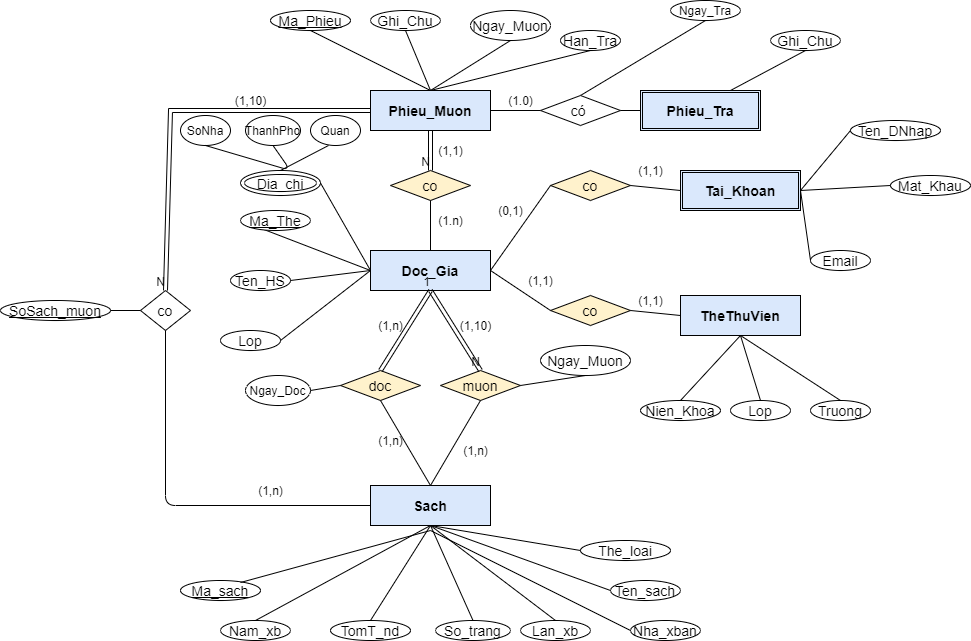 Ngay_Tra
Ma_Phieu
Ghi_Chu
Ngay_Muon
Han_Tra
Ghi_Chu
(1,10)
Phieu_Muon
(1.0)
có
Phieu_Tra
SoNha
ThanhPho
Quan
(1,1)
N
Ten_DNhap
Dia_chi
co
co
(1,1)
Tai_Khoan
Mat_Khau
Ma_The
(1.n)
(0,1)
Email
Ten_HS
Doc_Gia
1
(1,1)
N
SoSach_muon
co
co
(1,1)
TheThuVien
Lop
(1,n)
(1,10)
N
Ngay_Muon
Ngay_Doc
doc
muon
Nien_Khoa
Lop
Truong
(1,n)
(1,n)
(1,n)
Sach
The_loai
Ma_sach
Ten_sach
Nam_xb
TomT_nd
So_trang
Lan_xb
Nha_xban